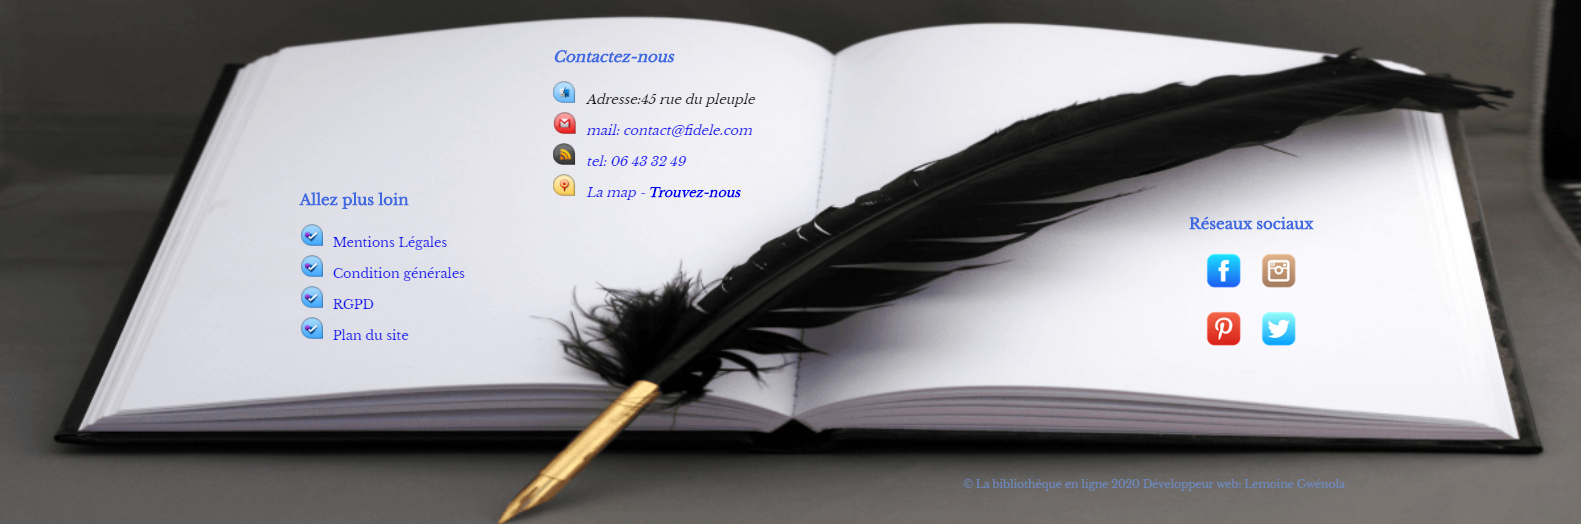 Contactez-nous
Adresse:45 rue du pleuple
mail: contact@fidele.com
tel: 06 43 32 49
La map - Trouvez-nous
Allez plus loin
Mentions Légales
Condition générales
RGPD
Plan du site
Réseaux sociaux
© La bibliothèque en ligne 2020 Développeur web: Lemoine Gwénola